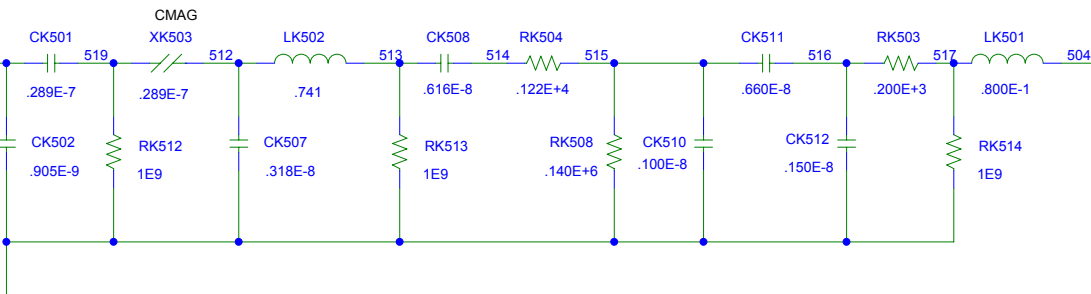 CMAG
CK501 XK503 LK502 CK508 RK504 CK511 RK503 LK501
519 512 513 514 515 516 517 504
.289E-7 .289E-7 .741 .616E-8 .122E+4 .660E-8 .200E+3 .800E-1
CK502 RK512 CK507 RK513 RK508 CK510 CK512 RK514
.905E-9 1E9 .318E-8 1E9 .140E+6 .100E-8 .150E-8 1E9